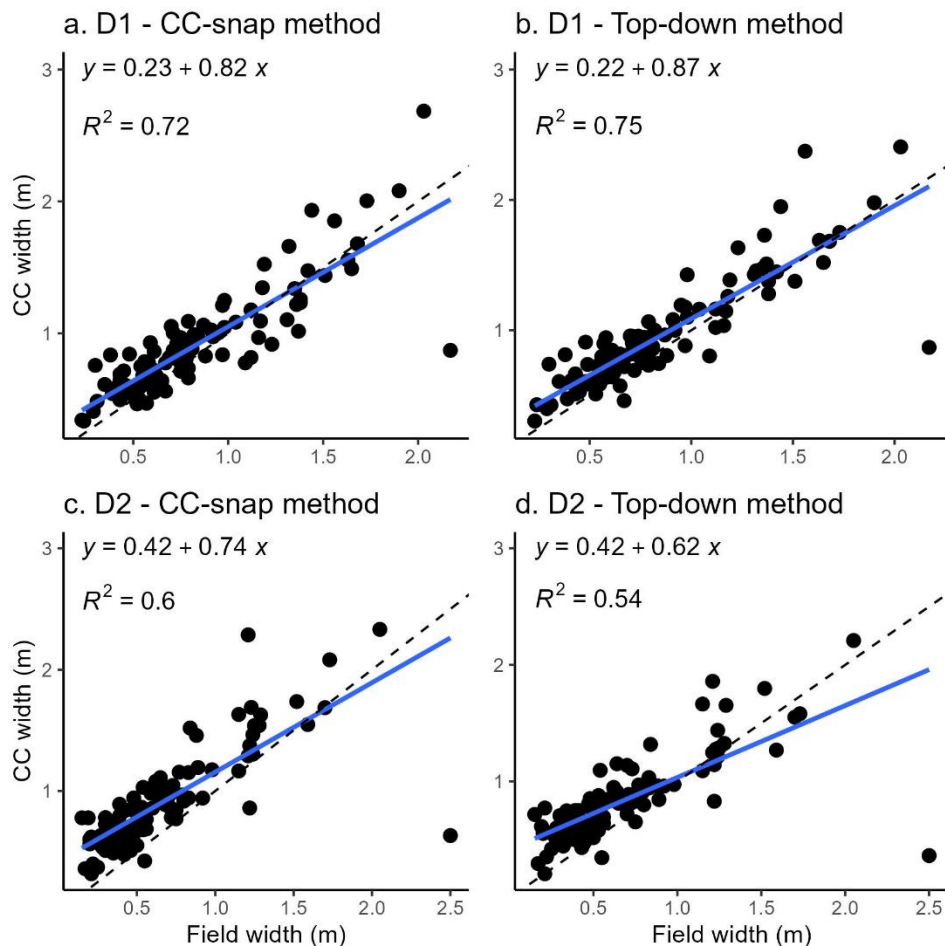 a. D1 - CC-snap method
y = 0.23 + 0.82 x
R² = 0.72
3
2
1
CC width (m)
0.5 1.0 1.5 2.0
b. D1 - Top-down method
y = 0.22 + 0.87 x
R² = 0.75
3
2
1
0.5 1.0 1.5 2.0
c. D2 - CC-snap method
y = 0.42 + 0.74 x
R² = 0.6
3
2
1
CC width (m)
0.5 1.0 1.5 2.0 2.5
Field width (m)
d. D2 - Top-down method
y = 0.42 + 0.62 x
R² = 0.54
3
2
1
0.5 1.0 1.5 2.0 2.5
Field width (m)